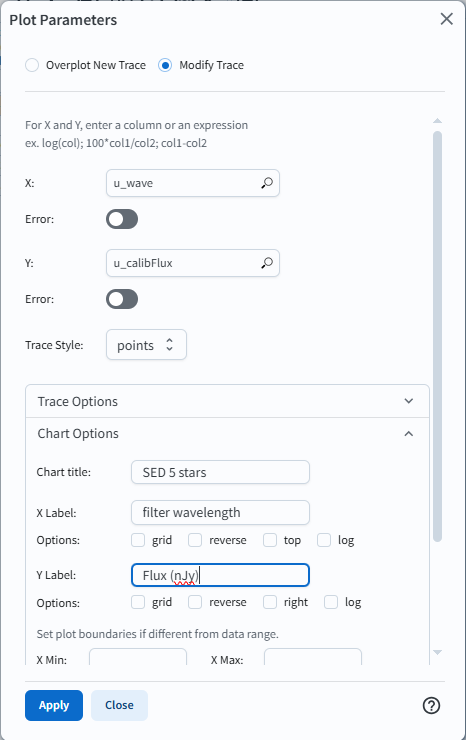 Plot Parameters
Overplot New Trace Modify Trace
For X and Y, enter a column or an expression
ex. log(col); 100*col1/col2; col1-col2
X: u_wave
Error:
Y: u_calibFlux
Error:
Trace Style: points
Trace Options
Chart Options
Chart title: SED 5 stars
X Label: filter wavelength
Options: grid reverse top log
Y Label: Flux (nJy)
Options: grid reverse right log
Set plot boundaries if different from data range.
X Min: X Max:
Apply Close